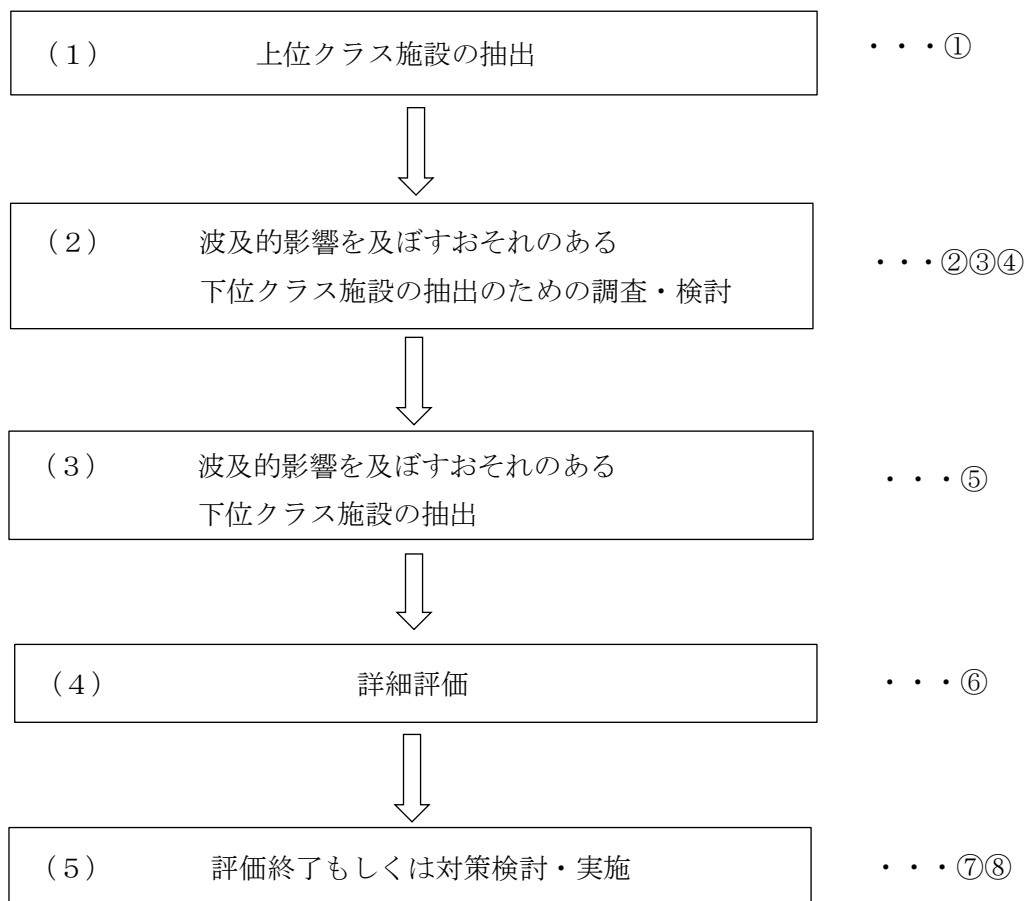 （１） 上位クラス施設の抽出 ・・・①
（２） 波及的影響を及ぼすおそれのある
下位クラス施設の抽出のための調査・検討 ・・・②③④
（３） 波及的影響を及ぼすおそれのある
下位クラス施設の抽出 ・・・⑤
（４） 詳細評価 ・・・⑥
（５） 評価終了もしくは対策検討・実施 ・・・⑦⑧